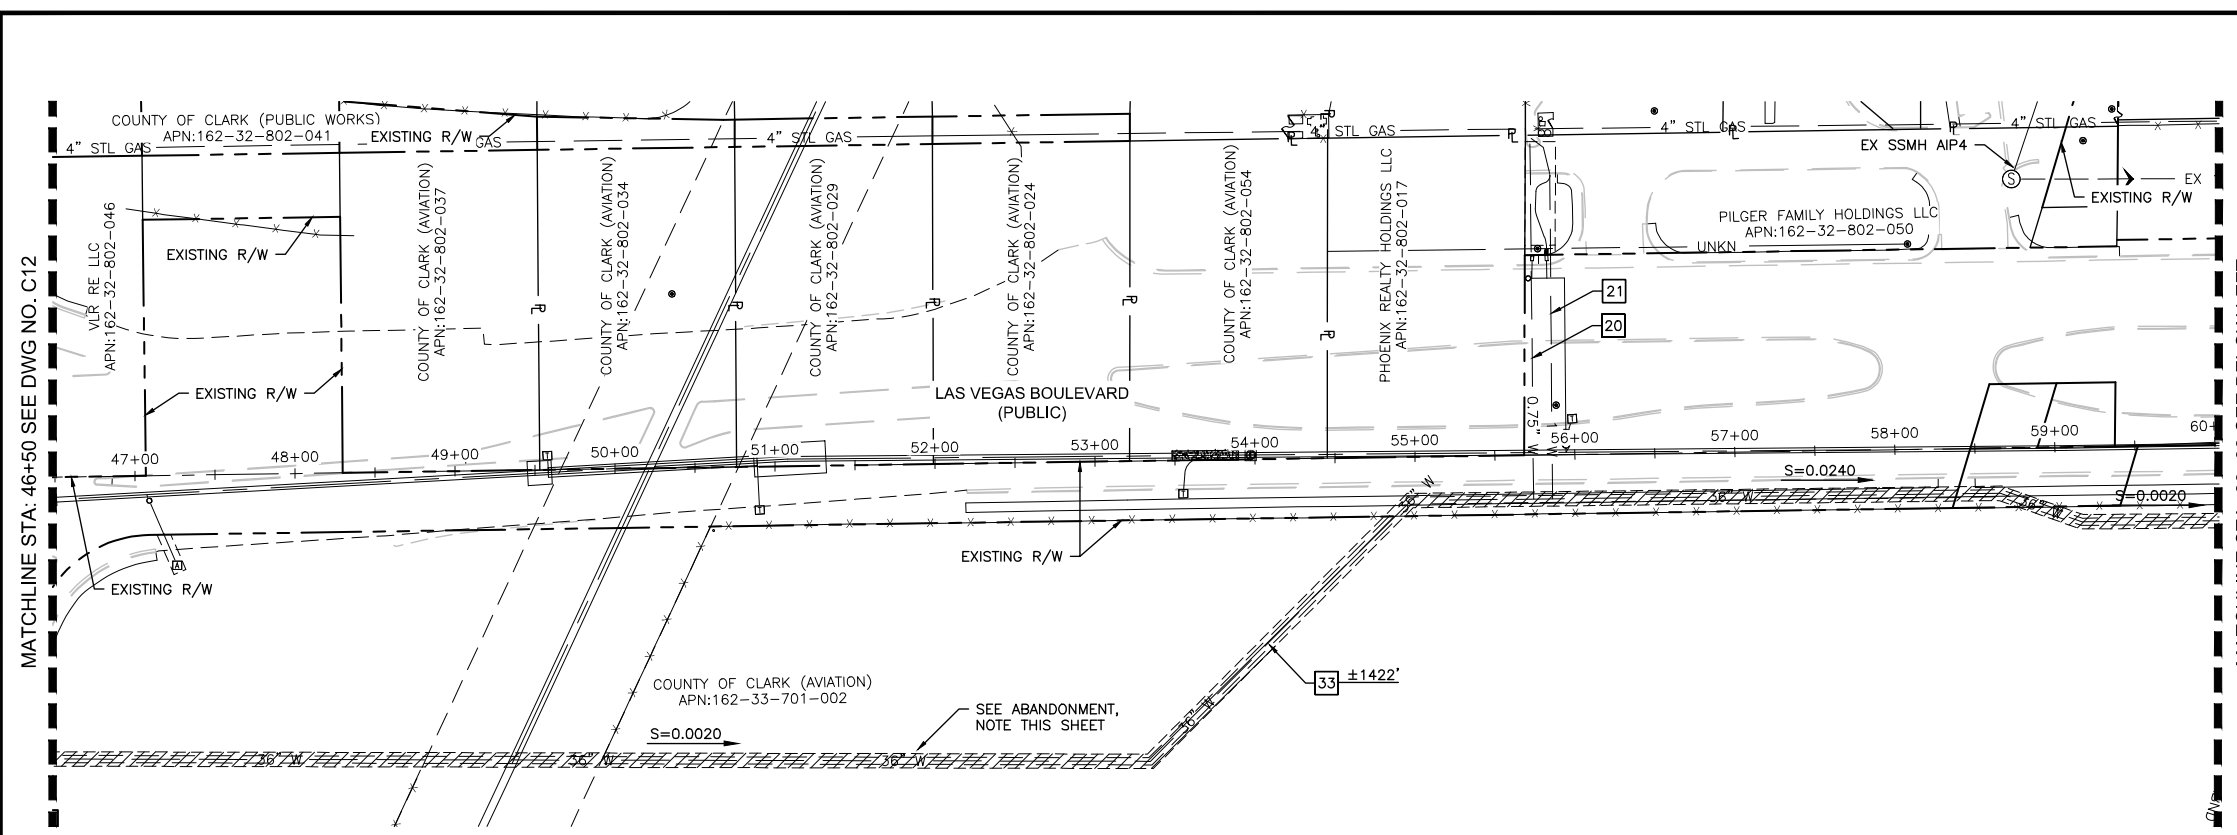 COUNTY OF CLARK (PUBLIC WORKS)
APN:162-32-802-041
EXISTING R/W
4" STL GAS
GAS
4" STL GAS
4" STL GAS
4" STL GAS
4" STL GAS
EX SSMH AIP4
S
EX
EXISTING R/W
VLR RE LLC
APN:162-32-802-046
EXISTING R/W
COUNTY OF CLARK (AVIATION)
APN:162-32-802-037
COUNTY OF CLARK (AVIATION)
APN:162-32-802-034
COUNTY OF CLARK (AVIATION)
APN:162-32-802-029
COUNTY OF CLARK (AVIATION)
APN:162-32-802-024
COUNTY OF CLARK (AVIATION)
APN:162-32-802-054
PHOENIX REALTY HOLDINGS LLC
APN:162-32-802-017
PILGER FAMILY HOLDINGS LLC
APN:162-32-802-050
UNKN
21
20
EXISTING R/W
LAS VEGAS BOULEVARD
(PUBLIC)
0.75" W
47+00
48+00
49+00
50+00
51+00
52+00
53+00
54+00
55+00
56+00
57+00
58+00
59+00
S=0.0240
36" W
36" W
36" W
S=0.0020
EXISTING R/W
EXISTING R/W
MATCHLINE STA: 46+50 SEE DWG NO. C12
33 ±1422'
COUNTY OF CLARK (AVIATION)
APN:162-33-701-002
SEE ABANDONMENT,
NOTE THIS SHEET
S=0.0020
36" W
36" W
36" W
36" W